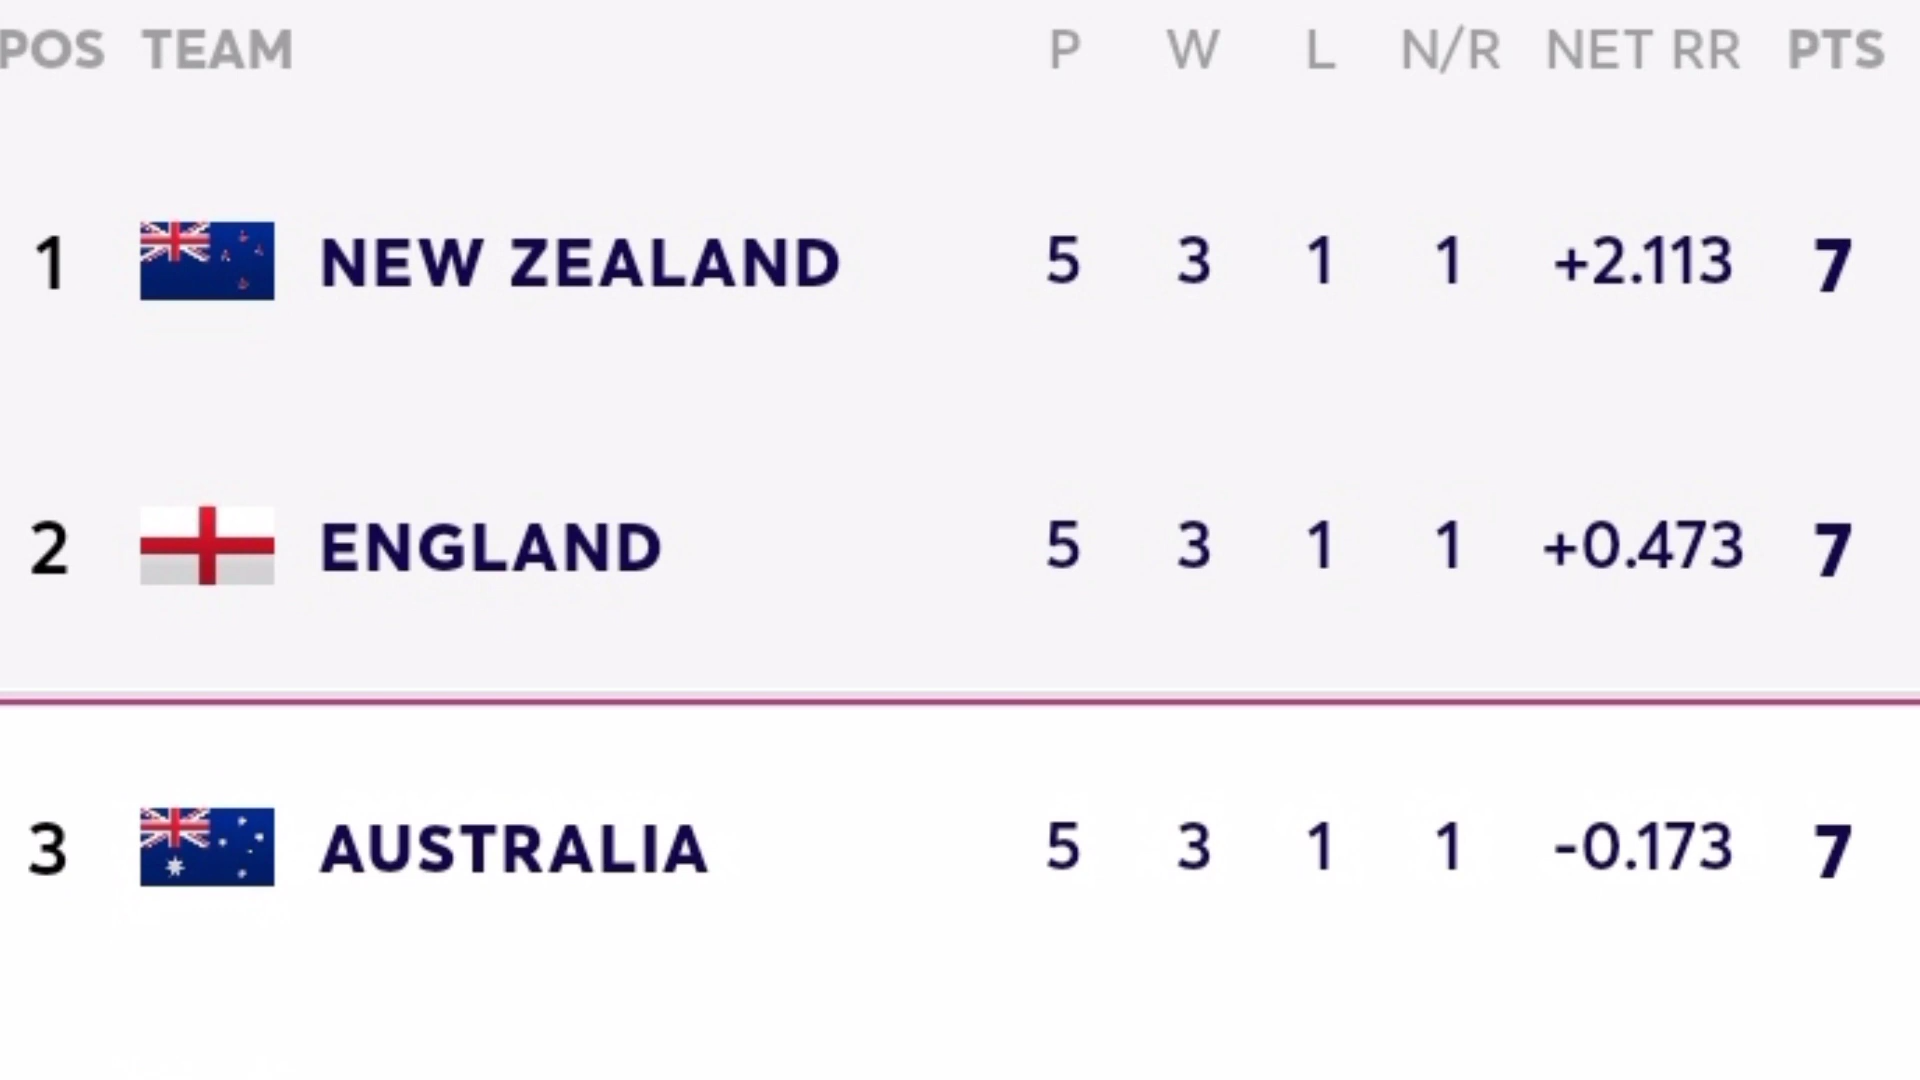 POS TEAM P W L N/R NET RR PTS
1 NEW ZEALAND 5 3 1 1 +2.113 7
2 ENGLAND 5 3 1 1 +0.473 7
3 AUSTRALIA 5 3 1 1 -0.173 7